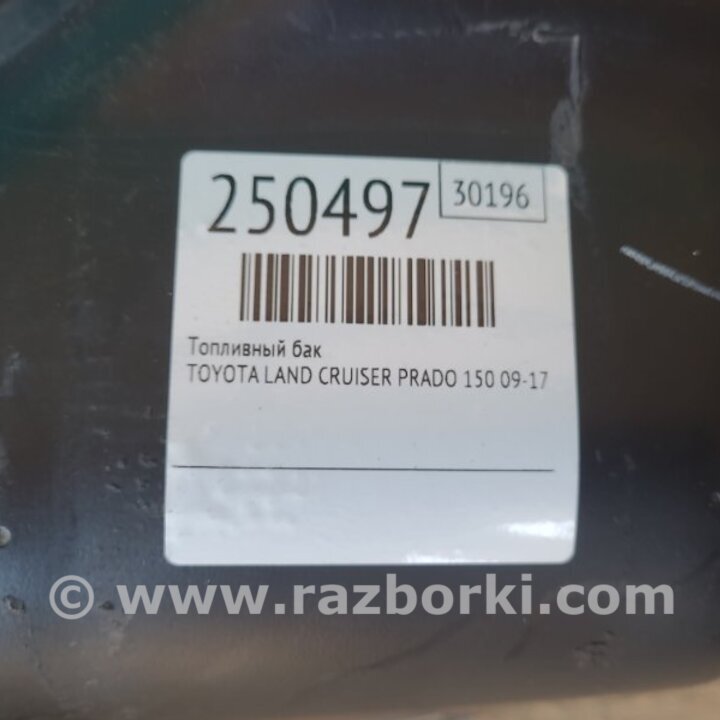 250497
30196
Топливный бак
TOYOTA LAND CRUISER PRADO 150 09-17
© www.razborki.com